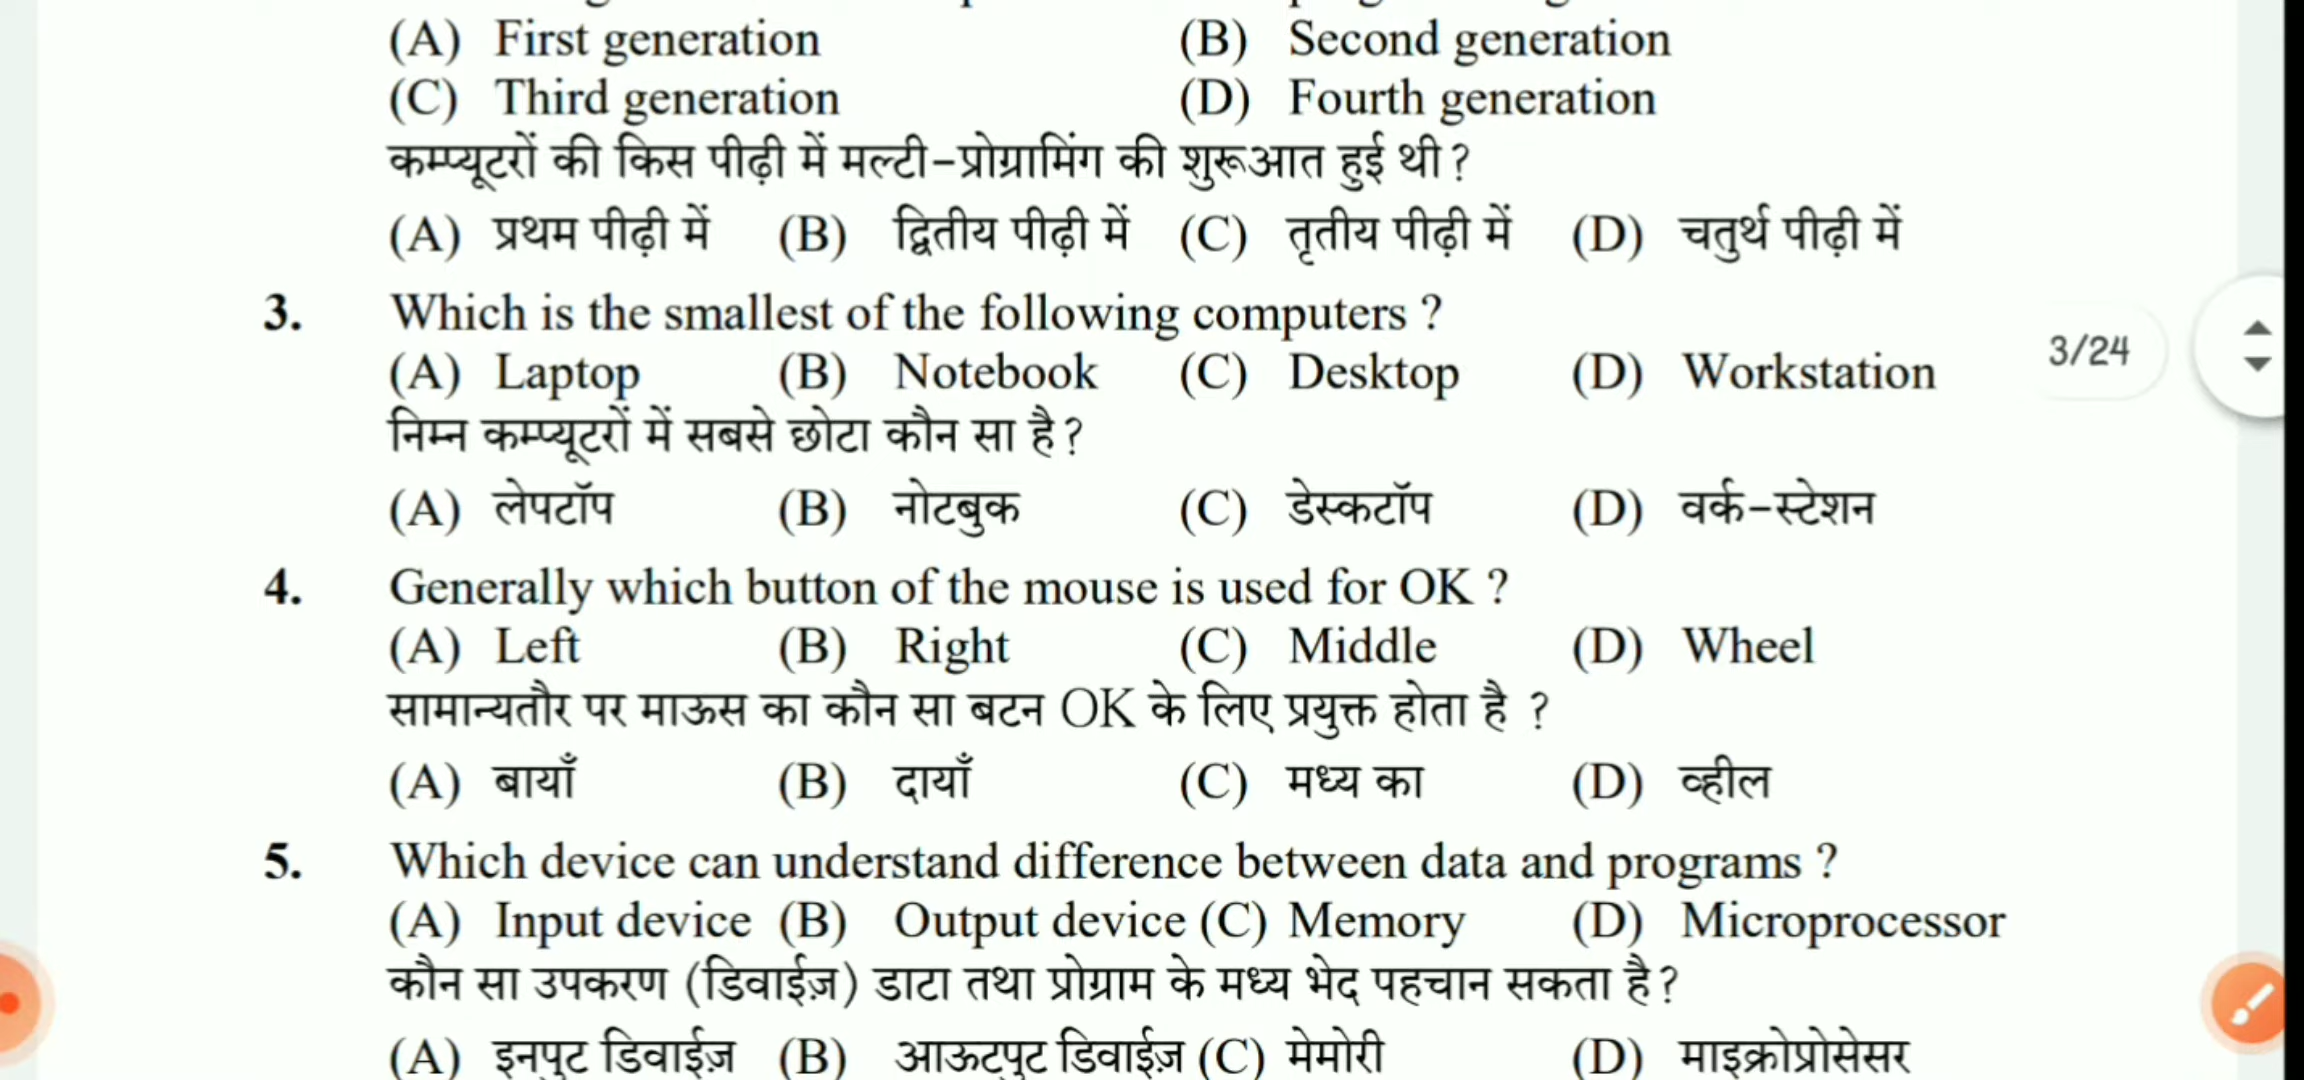 (A) First generation (B) Second generation
(C) Third generation (D) Fourth generation
कम्प्यूटरों की किस पीढ़ी में मल्टी-प्रोग्रामिंग की शुरूआत हुई थी?
(A) प्रथम पीढ़ी में (B) द्वितीय पीढ़ी में (C) तृतीय पीढ़ी में (D) चतुर्थ पीढ़ी में
3. Which is the smallest of the following computers ?
(A) Laptop (B) Notebook (C) Desktop (D) Workstation
3/24
निम्न कम्प्यूटरों में सबसे छोटा कौन सा है?
(A) लेपटॉप (B) नोटबुक (C) डेस्कटॉप (D) वर्क-स्टेशन
4. Generally which button of the mouse is used for OK ?
(A) Left (B) Right (C) Middle (D) Wheel
सामान्यतौर पर माऊस का कौन सा बटन OK के लिए प्रयुक्त होता है ?
(A) बायाँ (B) दायाँ (C) मध्य का (D) व्हील
5. Which device can understand difference between data and programs ?
(A) Input device (B) Output device (C) Memory (D) Microprocessor
कौन सा उपकरण (डिवाईज़) डाटा तथा प्रोग्राम के मध्य भेद पहचान सकता है?
(A) इनपुट डिवाईज़ (B) आऊटपुट डिवाईज़ (C) मेमोरी (D) माइक्रोप्रोसेसर